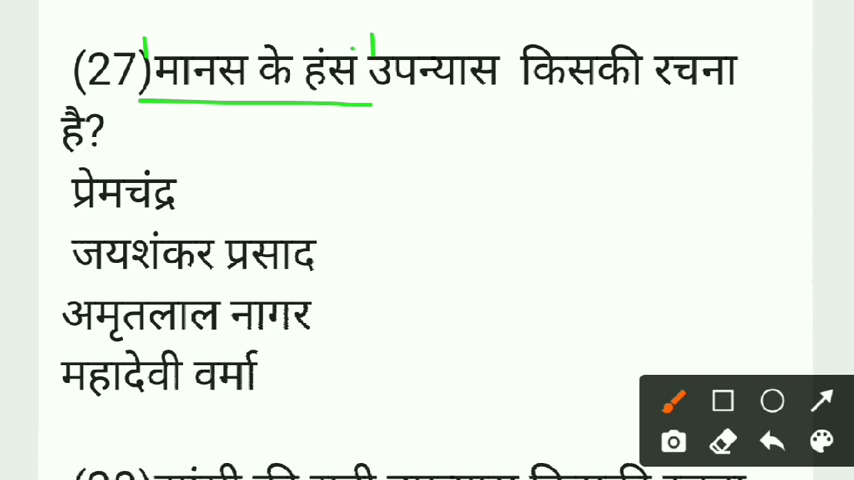 (27)मानस के हंस उपन्यास किसकी रचना
है?
प्रेमचंद्र
जयशंकर प्रसाद
अमृतलाल नागर
महादेवी वर्मा